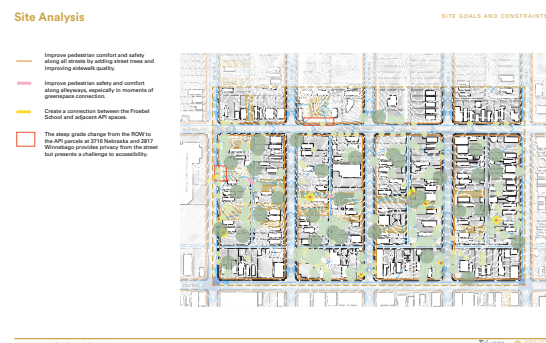 Site Analysis
SITE GOALS AND CONSTRAINTS
Improve pedestrian comfort and safety
along all streets by adding street trees and
improving sidewalk quality.
Improve pedestrian safety and comfort
along alleyways, espeically in moments of
greenspace connection.
Create a connection between the Froebel
School and adjacent API spaces.
The steep grade change from the ROW to
the API parcels at 3716 Nebraska and 2817
Winnebago provides privacy from the street
but presents a challenge to accessibility.